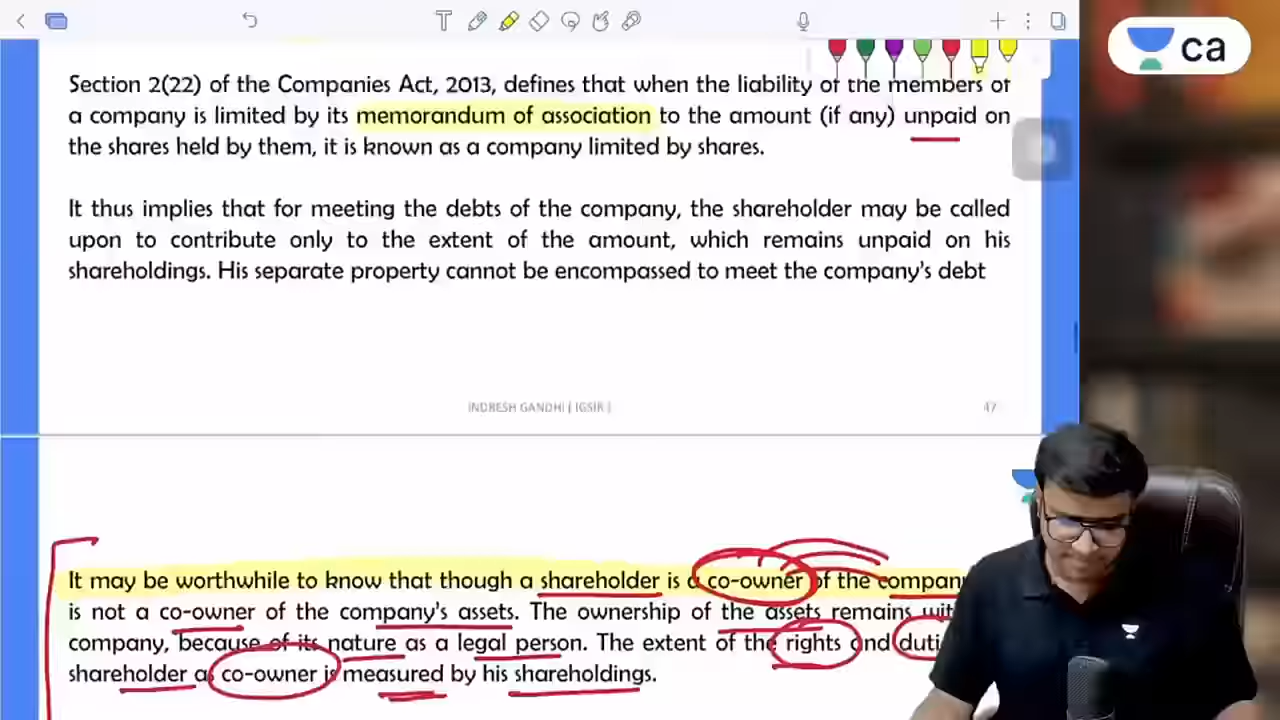 ca
Section 2(22) of the Companies Act, 2013, defines that when the liability of the members of
a company is limited by its memorandum of association to the amount (if any) unpaid on
the shares held by them, it is known as a company limited by shares.
It thus implies that for meeting the debts of the company, the shareholder may be called
upon to contribute only to the extent of the amount, which remains unpaid on his
shareholdings. His separate property cannot be encompassed to meet the company's debt
INDRESH GANDHI [ IGSIR ] 47
It may be worthwhile to know that though a shareholder is a co-owner of the
is not a co-owner of the company's assets. The ownership of the assets remains
company, because of its nature as a legal person. The extent of the rights and
shareholder as co-owner is measured by his shareholdings.